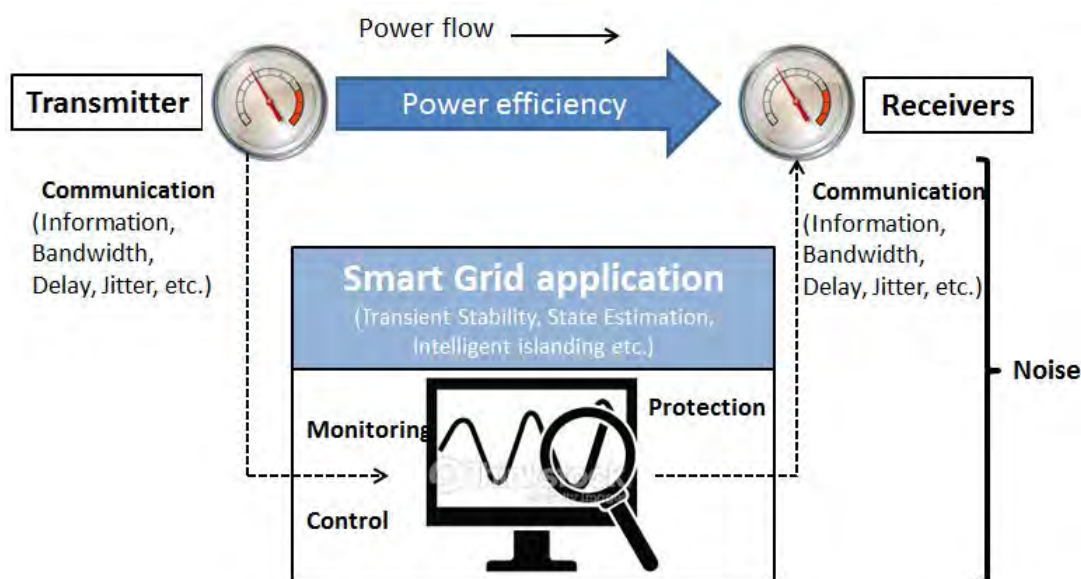 Power flow
Transmitter
Power efficiency
Receivers
Communication
(Information,
Bandwidth,
Delay, Jitter, etc.)
Communication
(Information,
Bandwidth,
Delay, Jitter, etc.)
Smart Grid application
(Transient Stability, State Estimation,
Intelligent islanding etc.)
Noise
Monitoring
Protection
Control